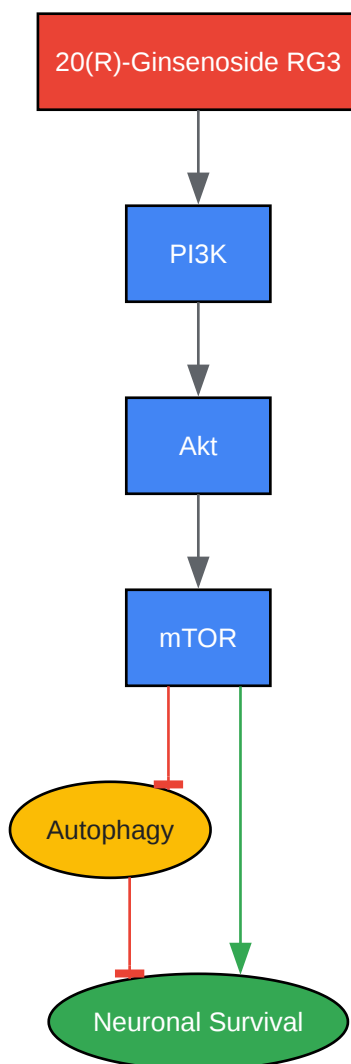 20(R)-Ginsenoside RG3
PI3K
Akt
mTOR
Autophagy
Neuronal Survival